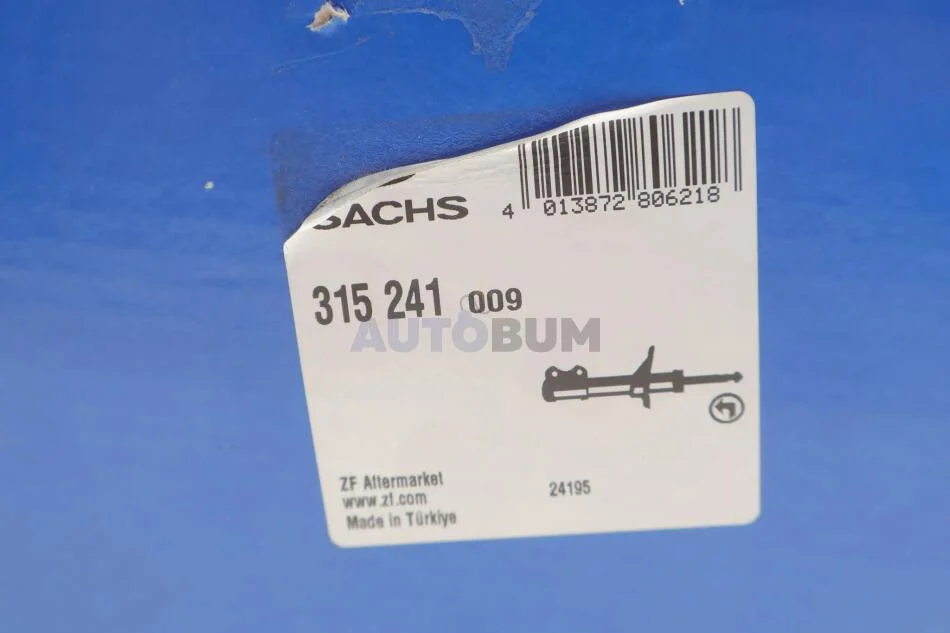 SACHS
4 013872 806218
315 241 009
AUTOBUM
ZF Aftermarket
www.zf.com
Made in Türkiye
24195